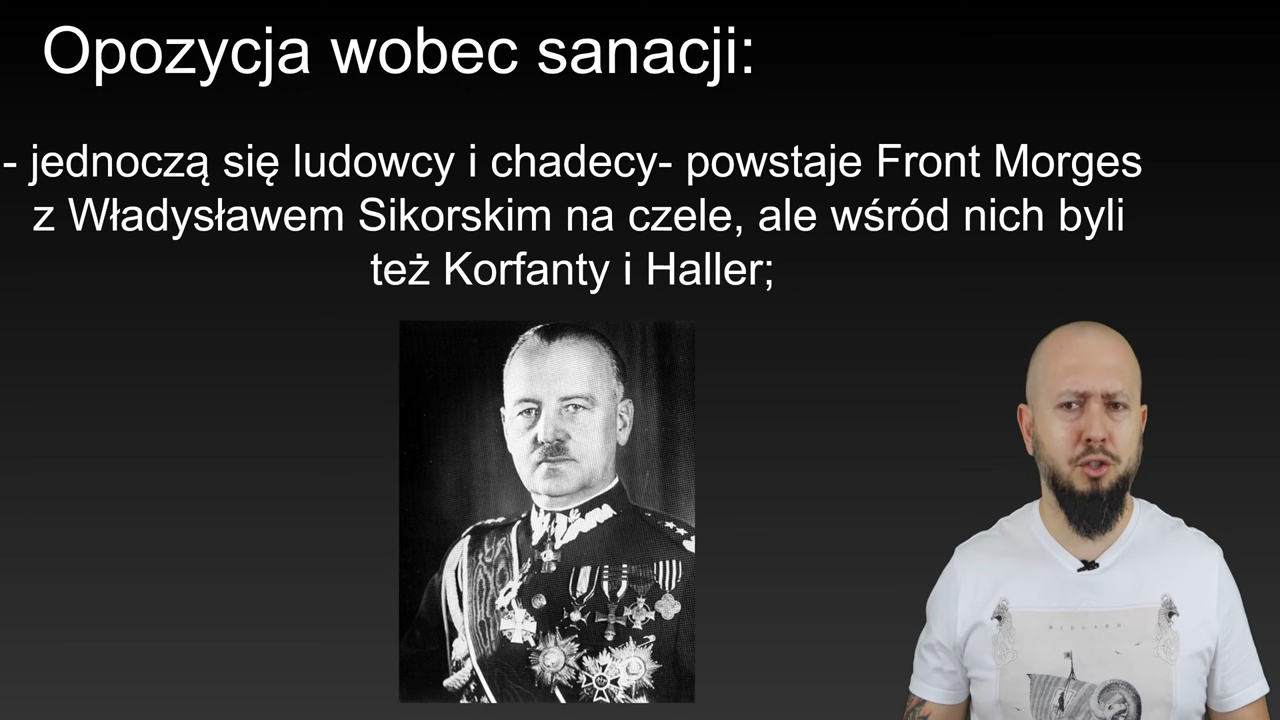 Opozycja wobec sanacji:
- jednoczą się ludowcy i chadecy- powstaje Front Morges
z Władysławem Sikorskim na czele, ale wśród nich byli
też Korfanty i Haller;
MIDGARD